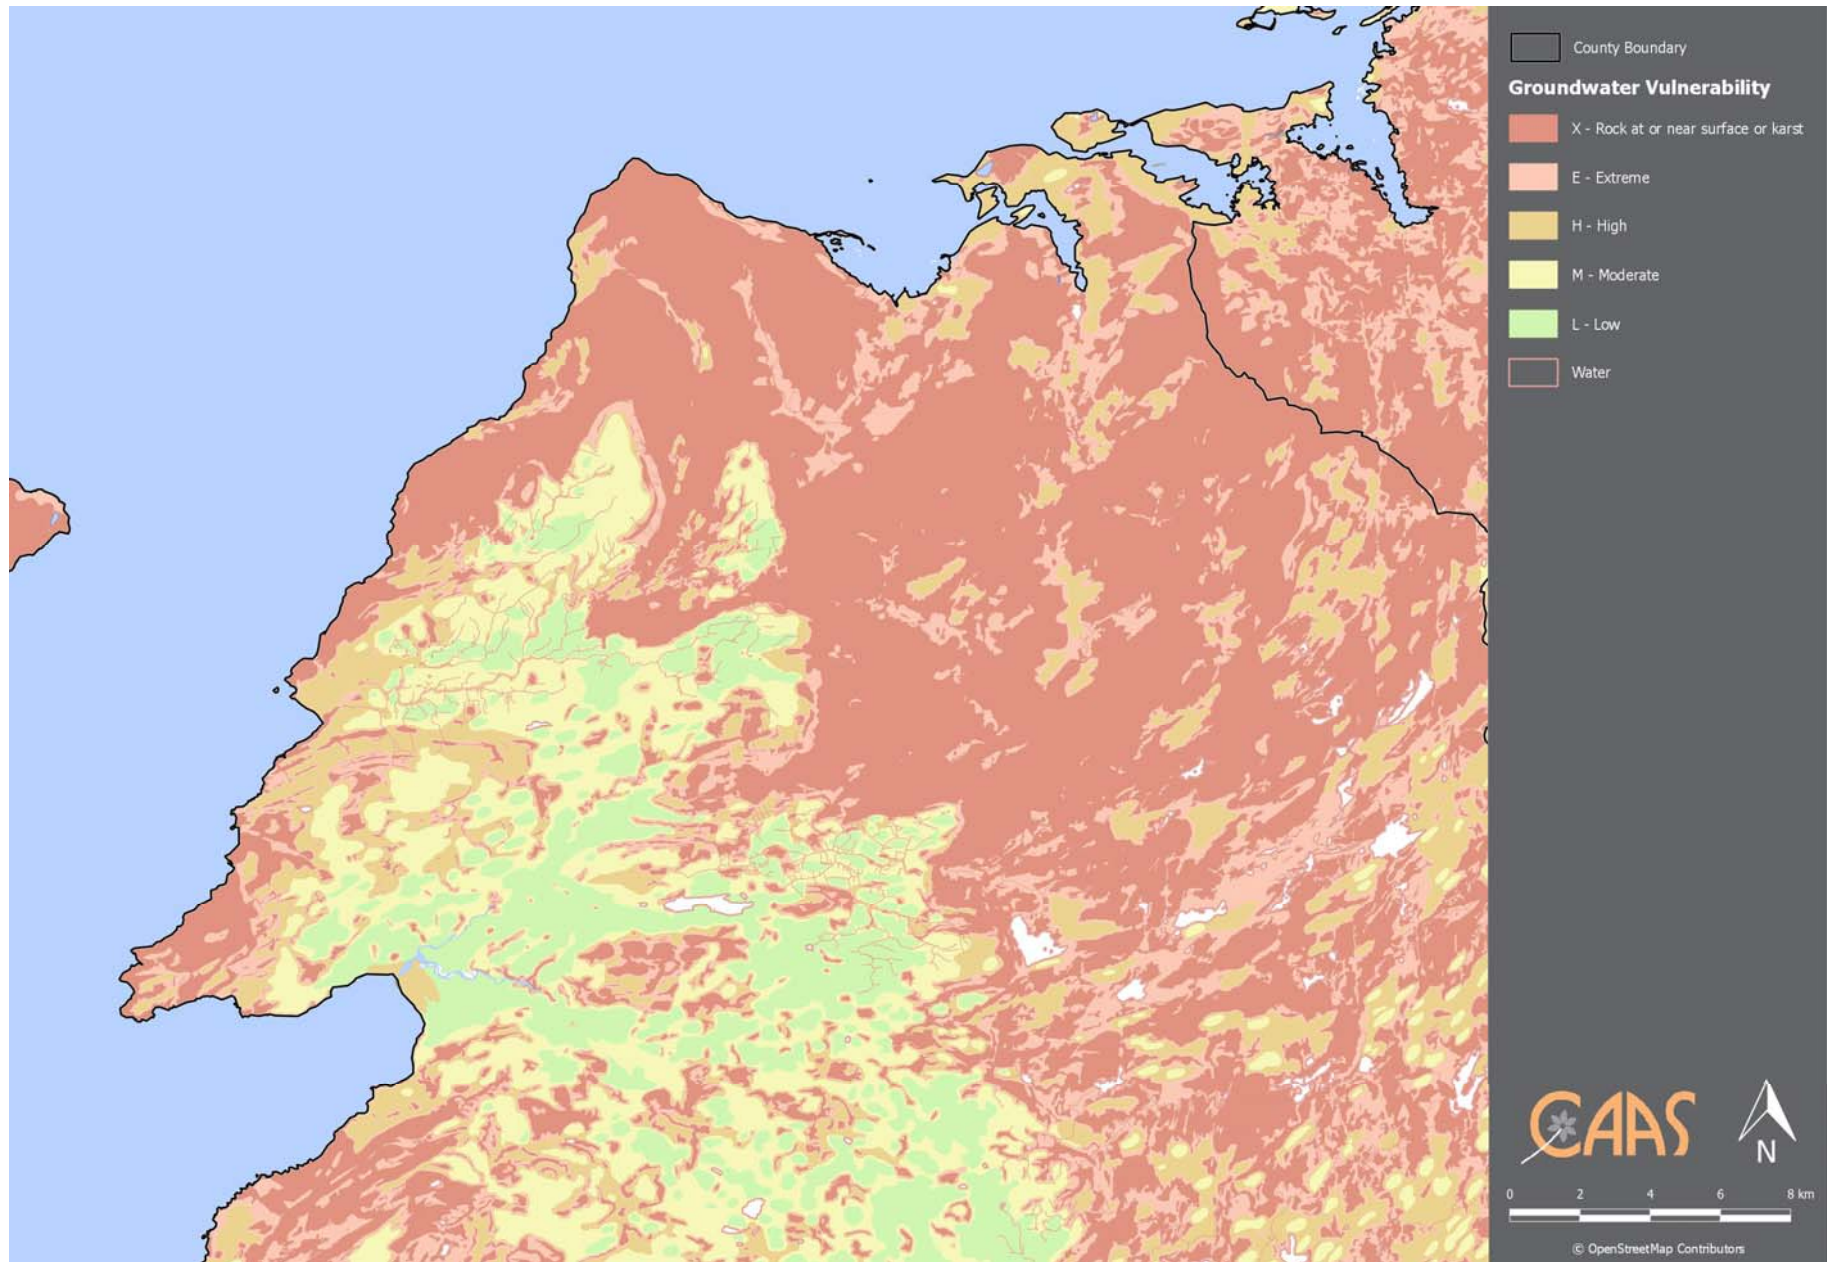 County Boundary
Groundwater Vulnerability
X - Rock at or near surface or karst
E - Extreme
H - High
M - Moderate
L - Low
Water
CAAS
N
0 2 4 6 8 km
© OpenStreetMap Contributors